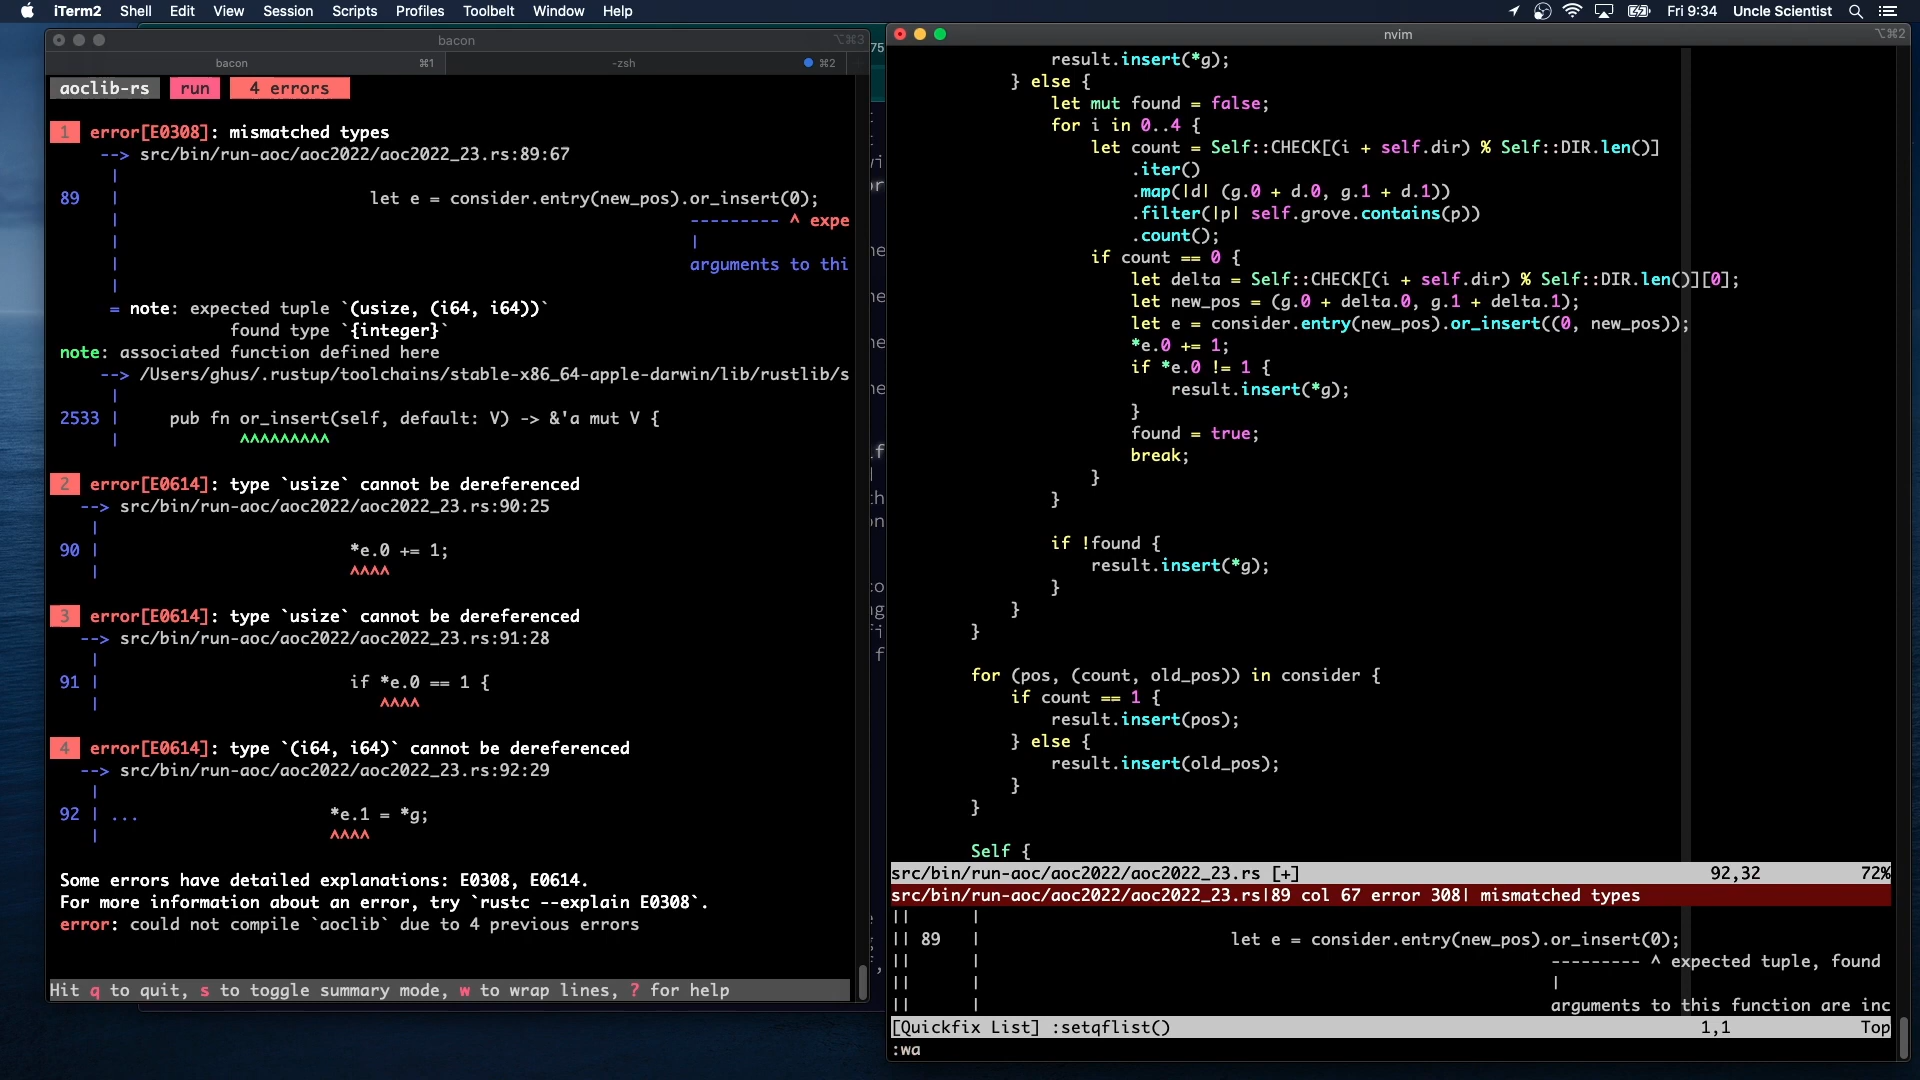 iTerm2 Shell Edit View Session Scripts Profiles Toolbelt Window Help Fri 9:34 Uncle Scientist
bacon ⌥⌘3
bacon ⌘1 -zsh ⌘2
aoclib-rs run 4 errors
1 error[E0308]: mismatched types
--> src/bin/run-aoc/aoc2022/aoc2022_23.rs:89:67
|
89 | let e = consider.entry(new_pos).or_insert(0);
| --------- ^ expe
| |
| arguments to thi
|
= note: expected tuple `(usize, (i64, i64))`
found type `{integer}`
note: associated function defined here
--> /Users/ghus/.rustup/toolchains/stable-x86_64-apple-darwin/lib/rustlib/s
|
2533 | pub fn or_insert(self, default: V) -> &'a mut V {
| ^^^^^^^^^
2 error[E0614]: type `usize` cannot be dereferenced
--> src/bin/run-aoc/aoc2022/aoc2022_23.rs:90:25
|
90 | *e.0 += 1;
| ^^^^
3 error[E0614]: type `usize` cannot be dereferenced
--> src/bin/run-aoc/aoc2022/aoc2022_23.rs:91:28
|
91 | if *e.0 == 1 {
| ^^^^
4 error[E0614]: type `(i64, i64)` cannot be dereferenced
--> src/bin/run-aoc/aoc2022/aoc2022_23.rs:92:29
|
92 | ... *e.1 = *g;
| ^^^^
Some errors have detailed explanations: E0308, E0614.
For more information about an error, try `rustc --explain E0308`.
error: could not compile `aoclib` due to 4 previous errors
Hit q to quit, s to toggle summary mode, w to wrap lines, ? for help
nvim ⌥⌘2
result.insert(*g);
} else {
let mut found = false;
for i in 0..4 {
let count = Self::CHECK[(i + self.dir) % Self::DIR.len()]
.iter()
.map(|d| (g.0 + d.0, g.1 + d.1))
.filter(|p| self.grove.contains(p))
.count();
if count == 0 {
let delta = Self::CHECK[(i + self.dir) % Self::DIR.len()][0];
let new_pos = (g.0 + delta.0, g.1 + delta.1);
let e = consider.entry(new_pos).or_insert((0, new_pos));
*e.0 += 1;
if *e.0 != 1 {
result.insert(*g);
}
found = true;
break;
}
}
if !found {
result.insert(*g);
}
}
}
for (pos, (count, old_pos)) in consider {
if count == 1 {
result.insert(pos);
} else {
result.insert(old_pos);
}
}
Self {
src/bin/run-aoc/aoc2022/aoc2022_23.rs [+] 92,32 72%
src/bin/run-aoc/aoc2022/aoc2022_23.rs|89 col 67 error 308| mismatched types
|| |
|| 89 | let e = consider.entry(new_pos).or_insert(0);
|| | --------- ^ expected tuple, found
|| | |
|| | arguments to this function are inc
[Quickfix List] :setqflist() 1,1 Top
:wa